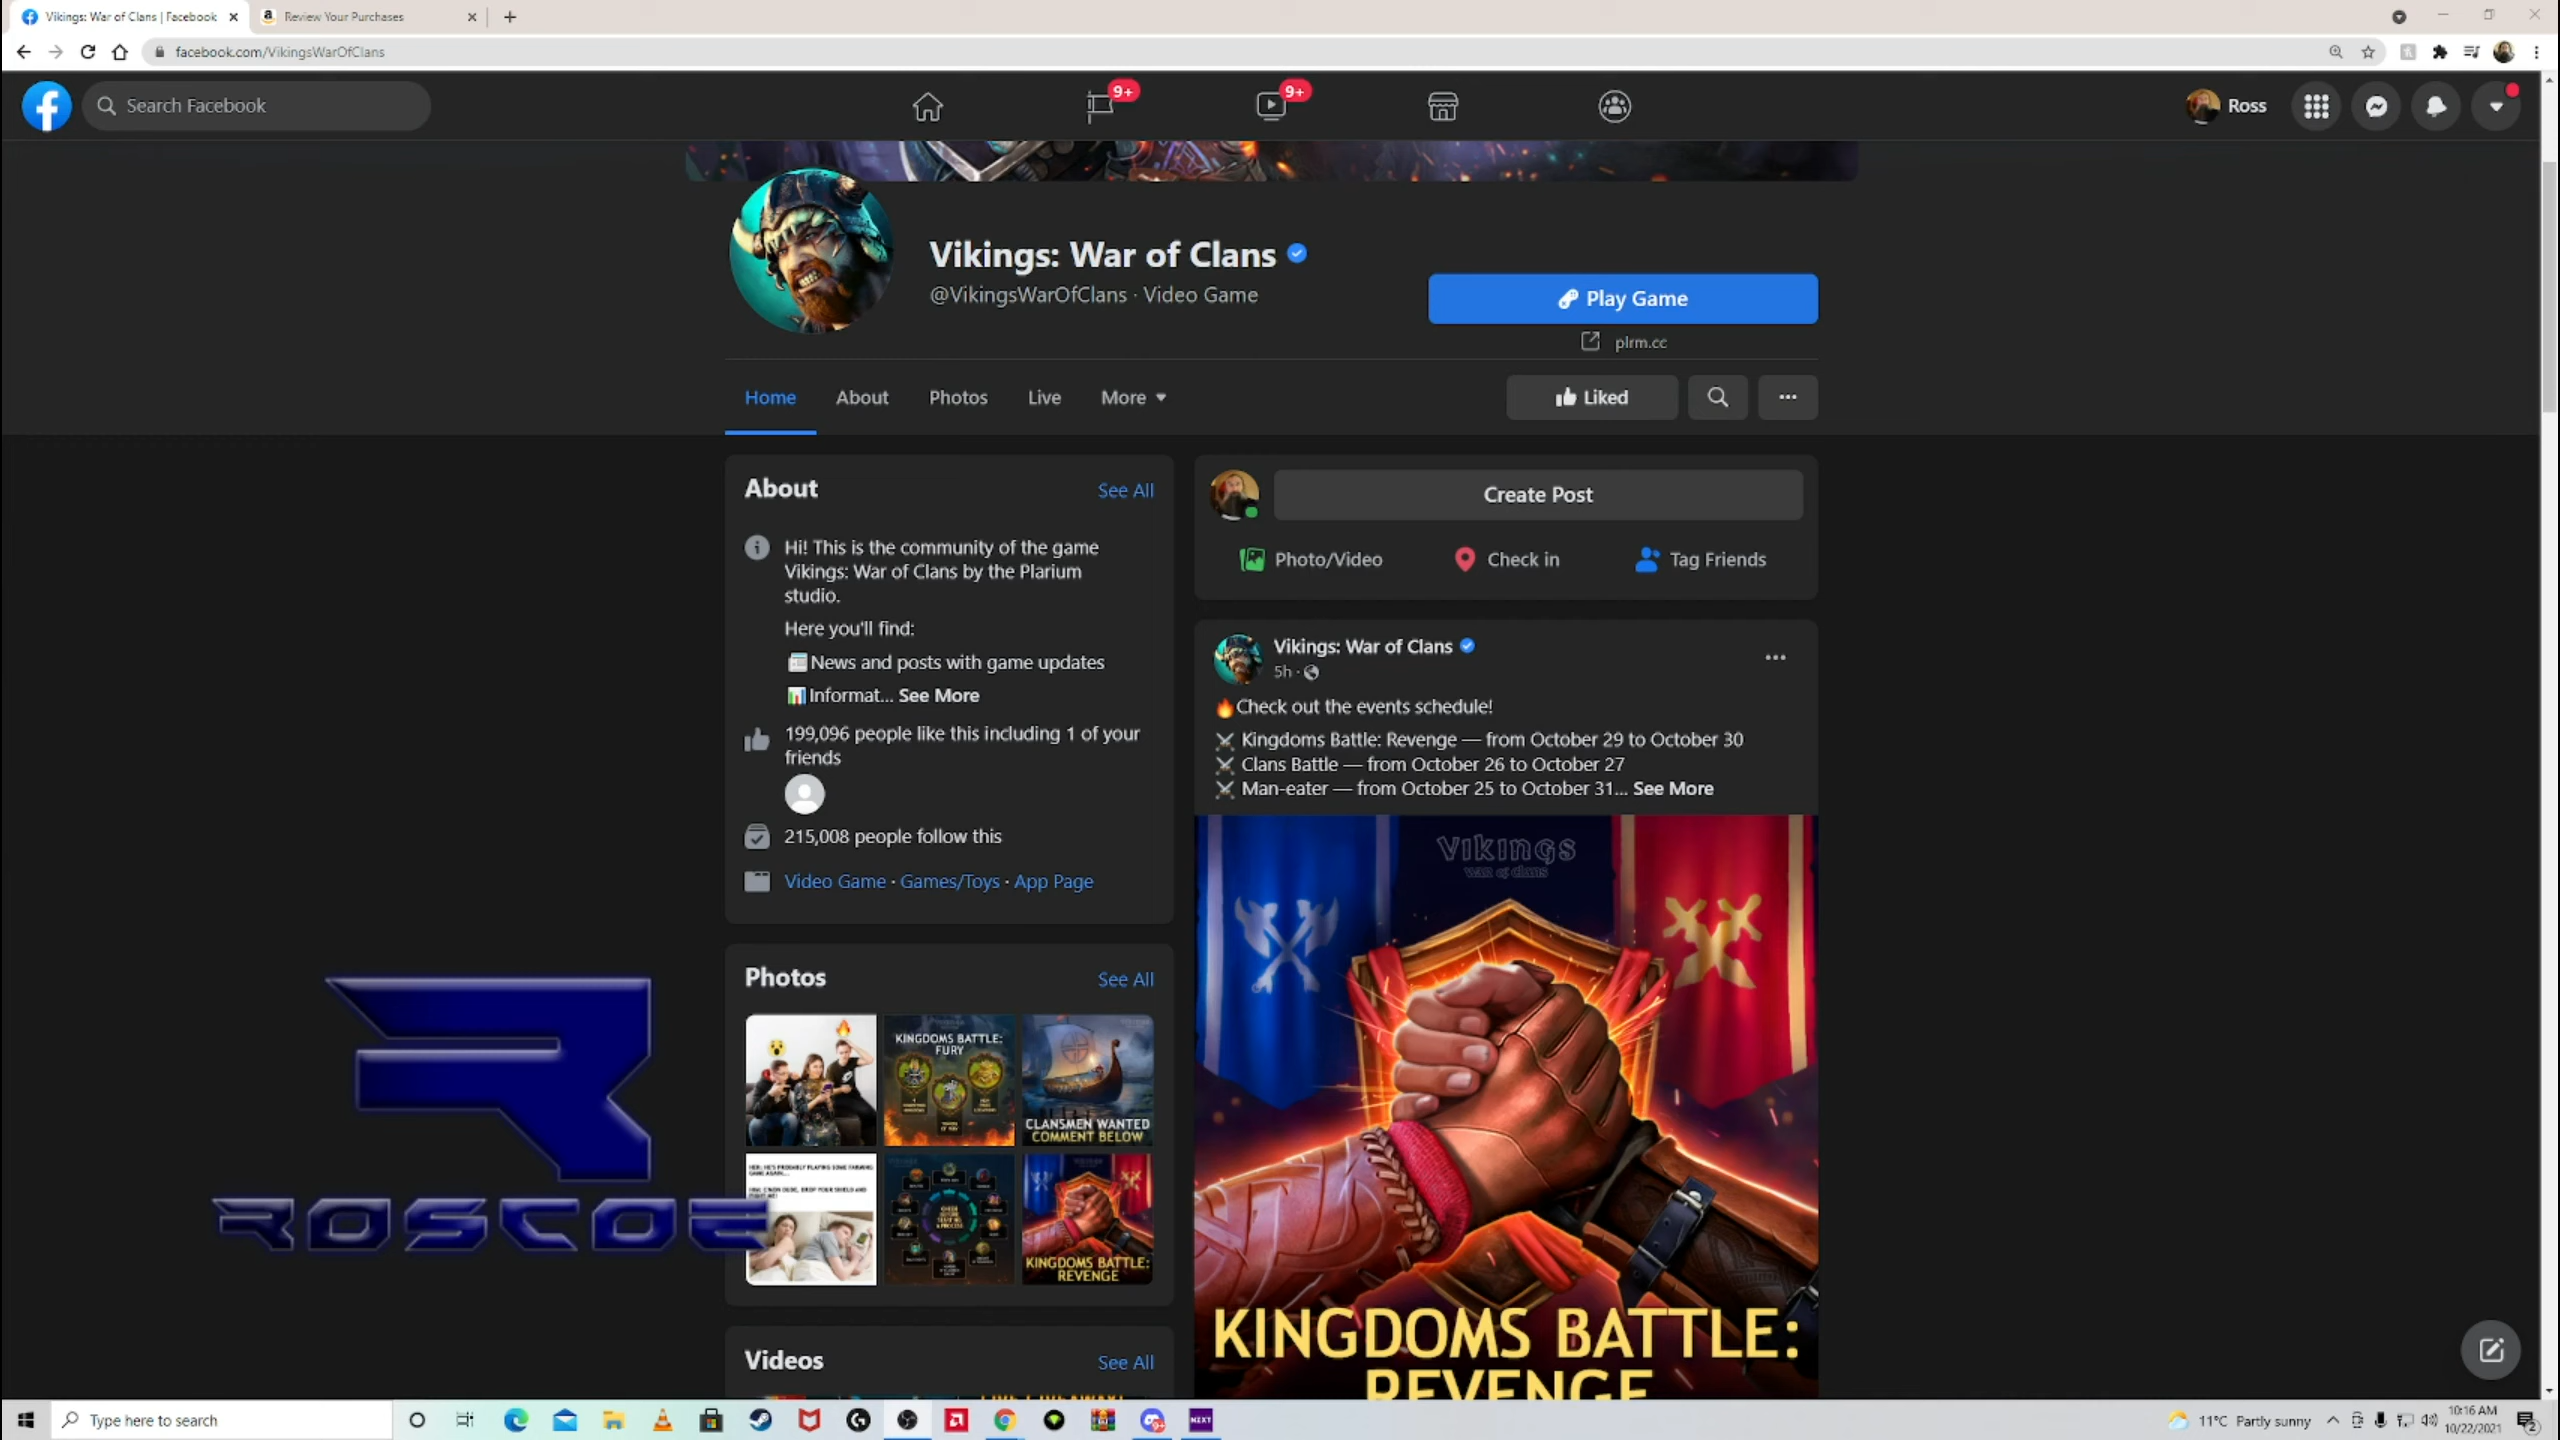 Vikings: War of Clans | Facebook
Review Your Purchases
facebook.com/VikingsWarOfClans
Search Facebook
9+
9+
Ross
Vikings: War of Clans
@VikingsWarOfClans · Video Game
Play Game
plrm.cc
Home
About
Photos
Live
More
Liked
About
See All
Hi! This is the community of the game
Vikings: War of Clans by the Plarium
studio.
Here you'll find:
News and posts with game updates
Informat... See More
199,096 people like this including 1 of your
friends
215,008 people follow this
Video Game · Games/Toys · App Page
Create Post
Photo/Video
Check in
Tag Friends
Vikings: War of Clans
5h ·
Check out the events schedule!
Kingdoms Battle: Revenge — from October 29 to October 30
Clans Battle — from October 26 to October 27
Man-eater — from October 25 to October 31... See More
Vikings
war of clans
KINGDOMS BATTLE:
REVENGE
Photos
See All
KINGDOMS BATTLE:
FURY
CLANSMEN WANTED
COMMENT BELOW
KINGDOMS BATTLE:
REVENGE
ROSCOE
Videos
See All
Type here to search
NEXT
11°C Partly sunny
10:16 AM
10/22/2021
2